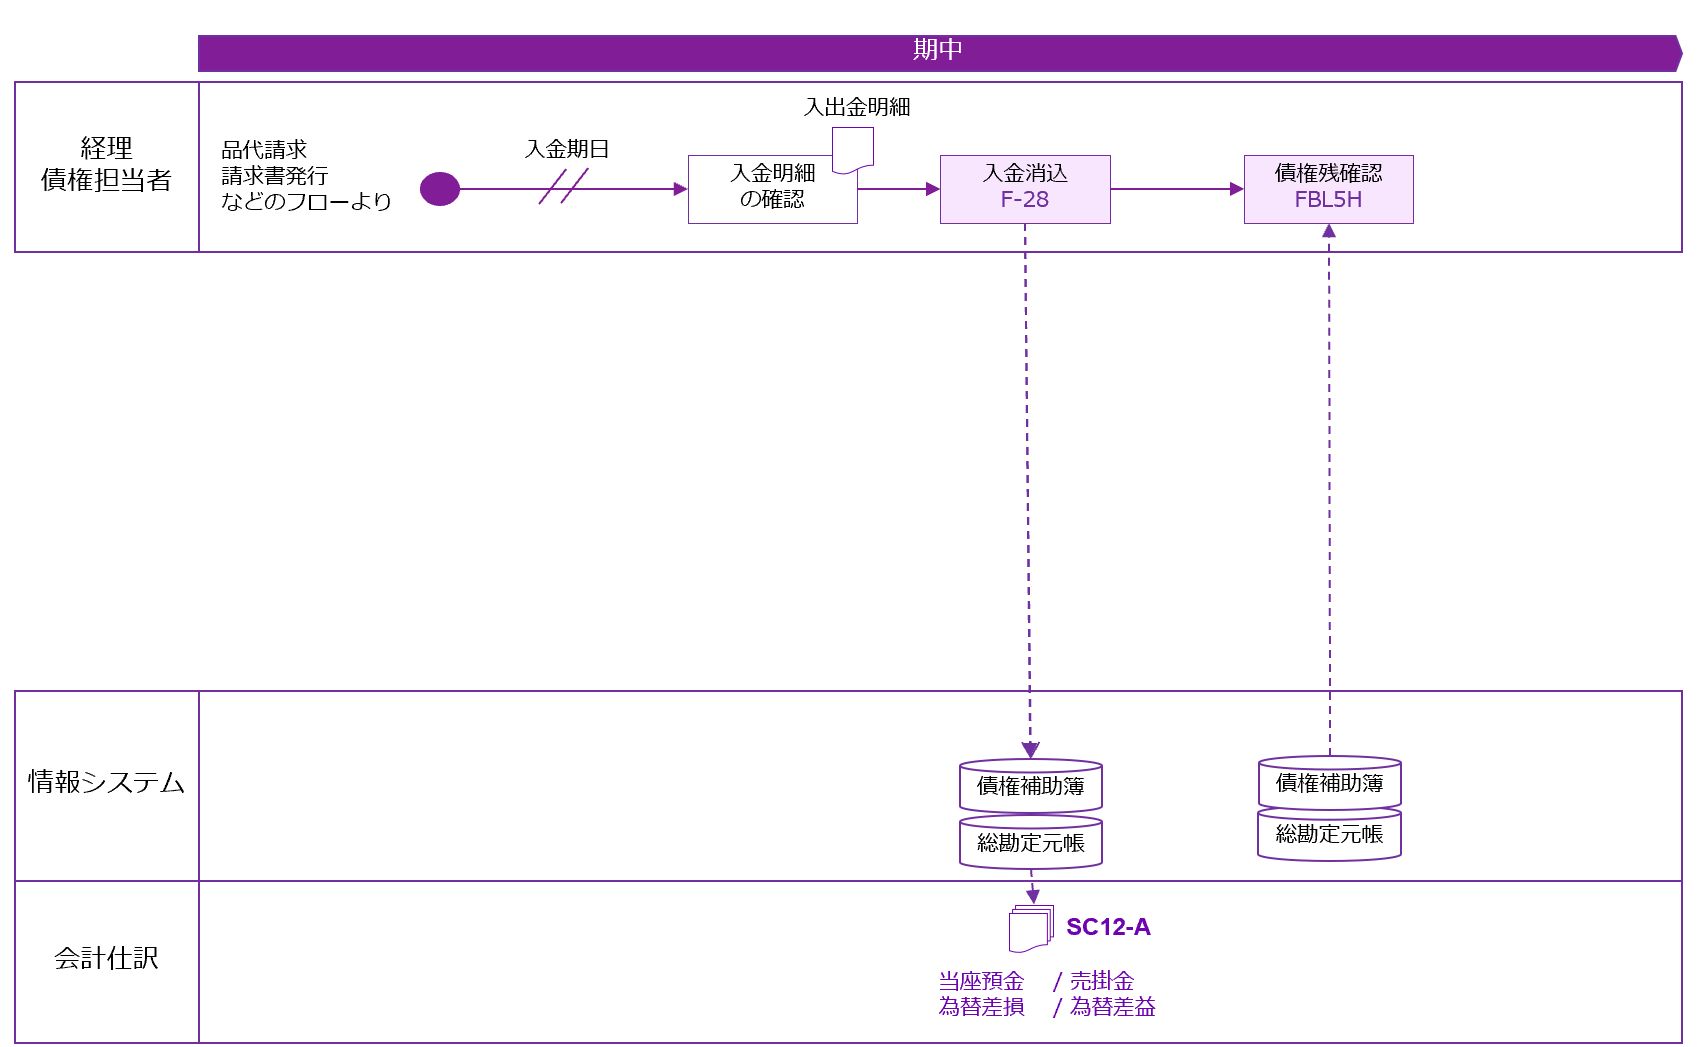 期中
経理
債権担当者
品代請求
請求書発行
などのフローより
入金期日
入出金明細
入金明細
の確認
入金消込
F-28
債権残確認
FBL5H
情報システム
債権補助簿
総勘定元帳
債権補助簿
総勘定元帳
会計仕訳
SC12-A
当座預金 / 売掛金
為替差損 / 為替差益